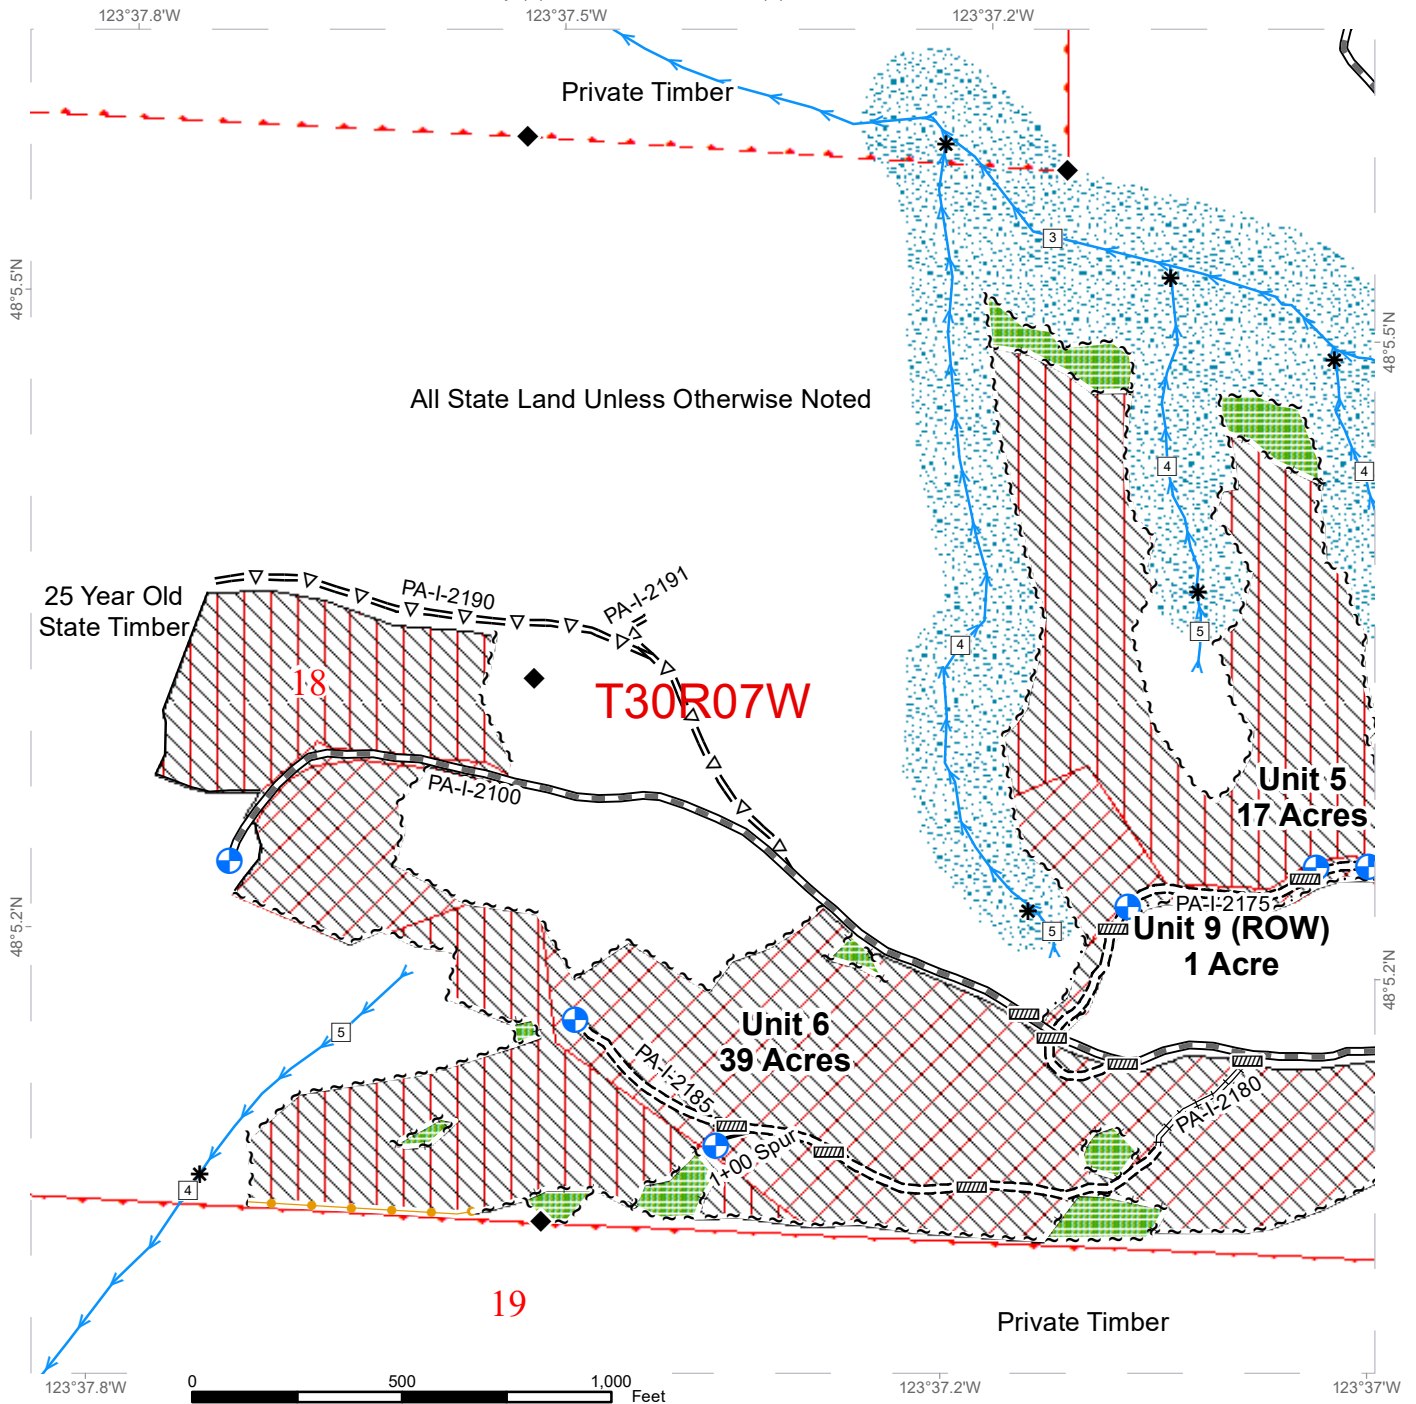 123°37.8'W
123°37.5'W
123°37.2'W
Private Timber
3
48°5.5'N
48°5.5'N
All State Land Unless Otherwise Noted
4
4
PA-I-2190
PA-I-2191
25 Year Old
State Timber
5
4
18
T30R07W
Unit 5
17 Acres
PA-I-2100
PA-I-2175
48°5.2'N
5
Unit 9 (ROW)
1 Acre
48°5.2'N
5
Unit 6
39 Acres
PA-I-2185
PA-I-2180
1+00 Spur
4
19
Private Timber
123°37.8'W
0 500 1,000
Feet
123°37.2'W
123°37'W